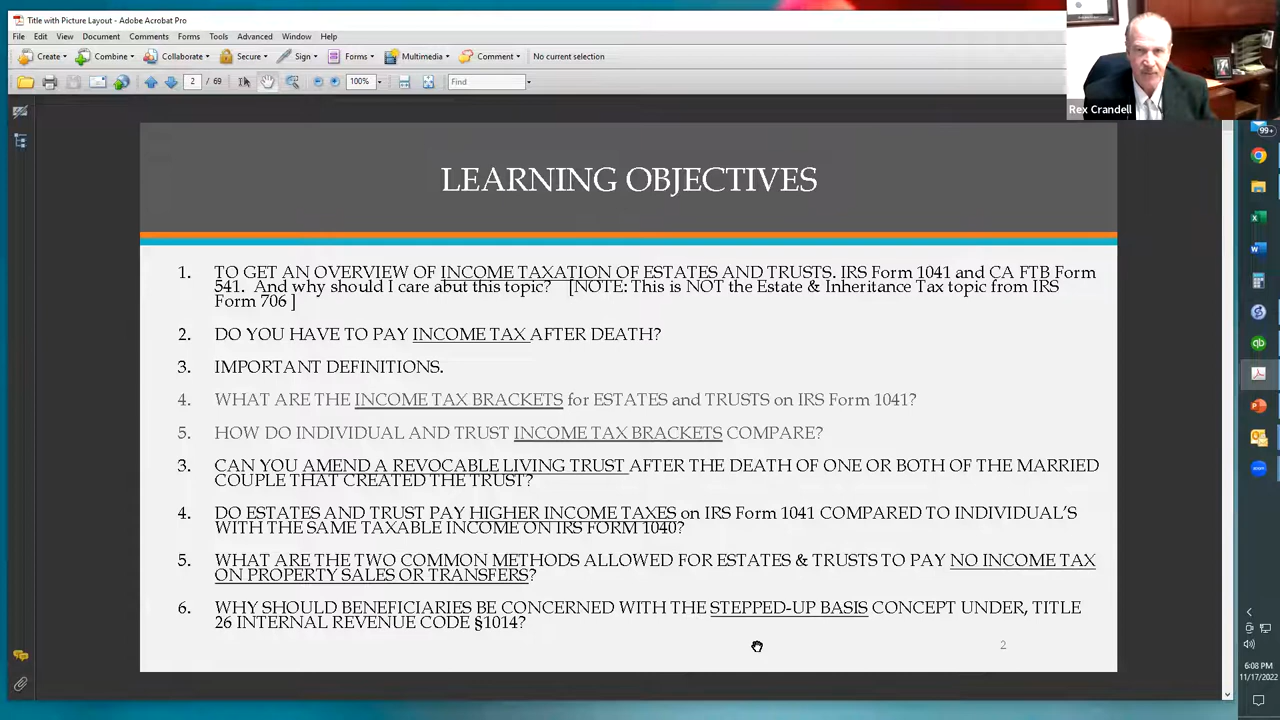 Title with Picture Layout - Adobe Acrobat Pro
File Edit View Document Comments Forms Tools Advanced Window Help
Create Combine Collaborate Secure Sign Forms Multimedia Comment No current selection
2 / 69 100% Find
Rex Crandell
99+
LEARNING OBJECTIVES
1. TO GET AN OVERVIEW OF INCOME TAXATION OF ESTATES AND TRUSTS. IRS Form 1041 and CA FTB Form
541. And why should I care abut this topic? [NOTE: This is NOT the Estate & Inheritance Tax topic from IRS
Form 706 ]
2. DO YOU HAVE TO PAY INCOME TAX AFTER DEATH?
3. IMPORTANT DEFINITIONS.
4. WHAT ARE THE INCOME TAX BRACKETS for ESTATES and TRUSTS on IRS Form 1041?
5. HOW DO INDIVIDUAL AND TRUST INCOME TAX BRACKETS COMPARE?
3. CAN YOU AMEND A REVOCABLE LIVING TRUST AFTER THE DEATH OF ONE OR BOTH OF THE MARRIED
COUPLE THAT CREATED THE TRUST?
4. DO ESTATES AND TRUST PAY HIGHER INCOME TAXES on IRS Form 1041 COMPARED TO INDIVIDUAL'S
WITH THE SAME TAXABLE INCOME ON IRS FORM 1040?
5. WHAT ARE THE TWO COMMON METHODS ALLOWED FOR ESTATES & TRUSTS TO PAY NO INCOME TAX
ON PROPERTY SALES OR TRANSFERS?
6. WHY SHOULD BENEFICIARIES BE CONCERNED WITH THE STEPPED-UP BASIS CONCEPT UNDER, TITLE
26 INTERNAL REVENUE CODE §1014?
2
6:08 PM
11/17/2022